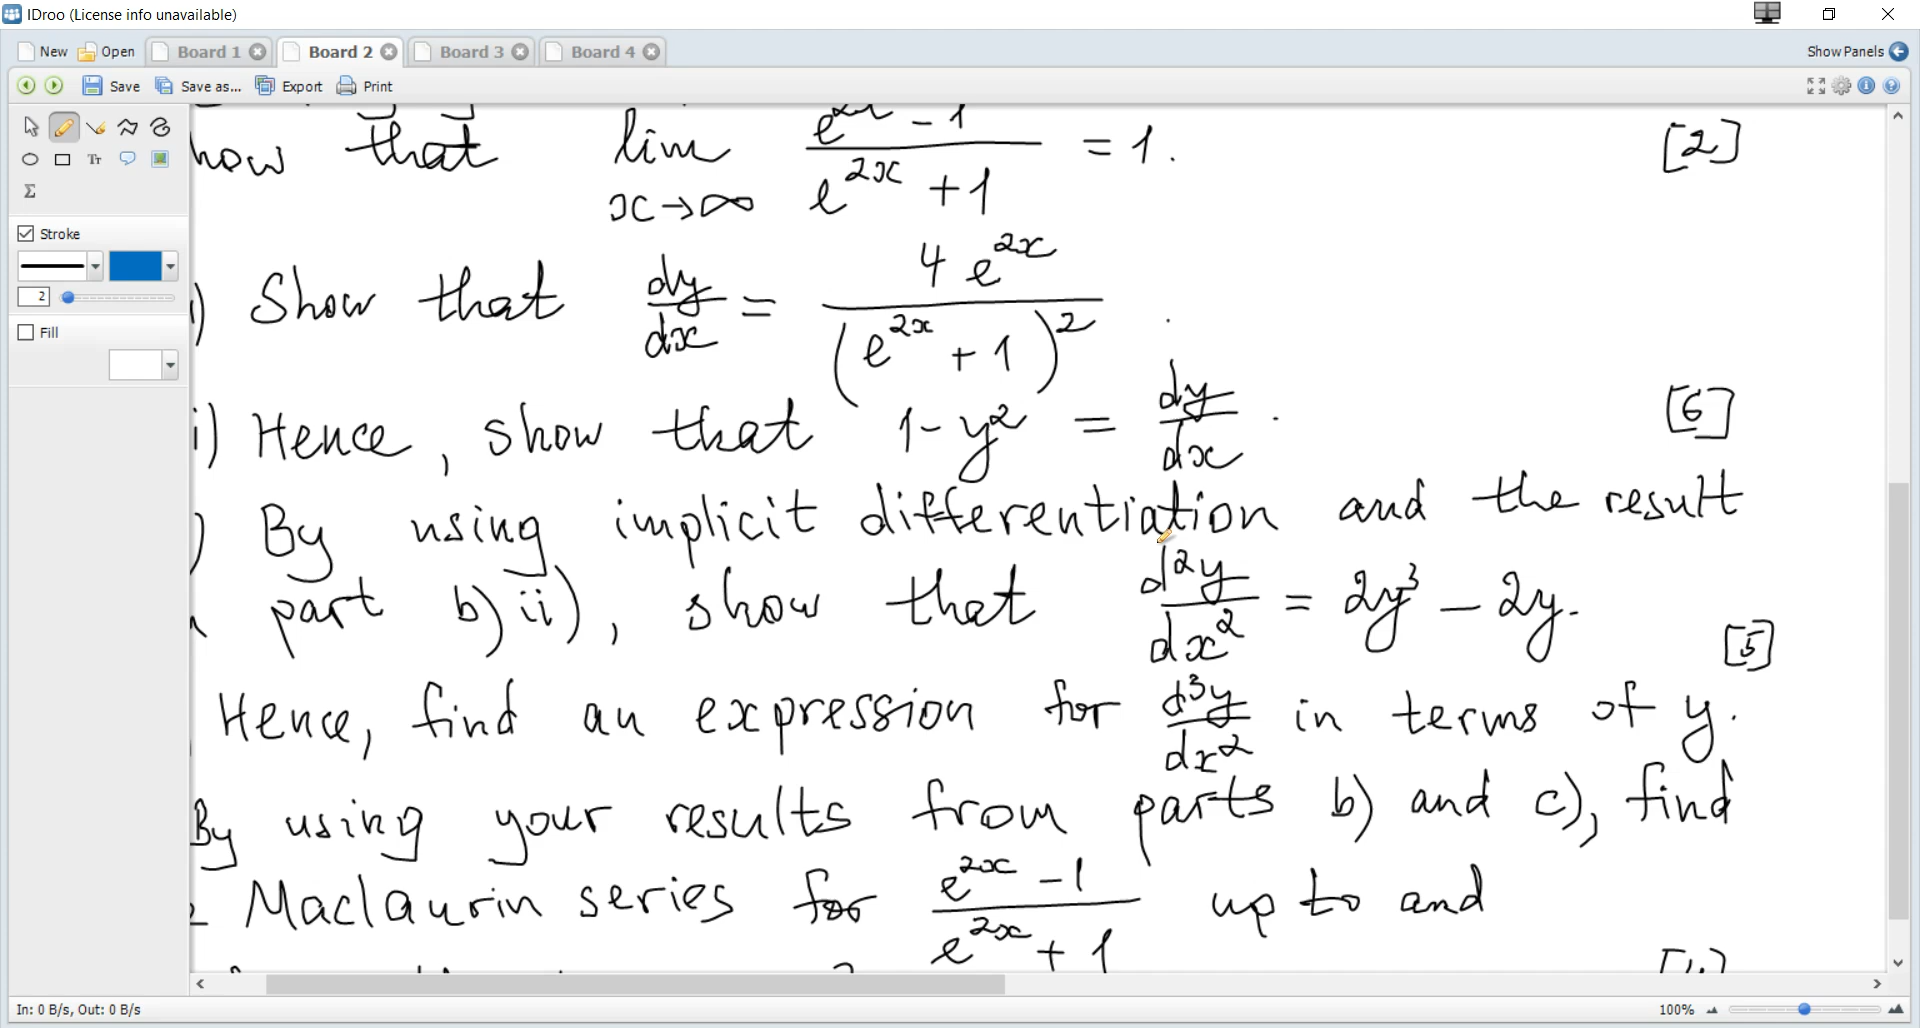 IDroo (License info unavailable)
New Open Board 1 Board 2 Board 3 Board 4 Show Panels
Save Save as... Export Print
Tr
Σ
Stroke
2
Fill
how that lim x→∞ (e^2x - 1)/(e^2x + 1) = 1. [2]
) Show that dy/dx = 4 e^2x/(e^2x + 1)^2 .
i) Hence, show that 1 - y^2 = dy/dx . [6]
) By using implicit differentiation and the result
part b) ii), show that d^2y/dx^2 = 2y^3 - 2y. [5]
Hence, find an expression for d^3y/dx^2 in terms of y.
By using your results from parts b) and c), find
Maclaurin series for (e^2x - 1)/(e^2x + 1) up to and
In: 0 B/s, Out: 0 B/s 100%